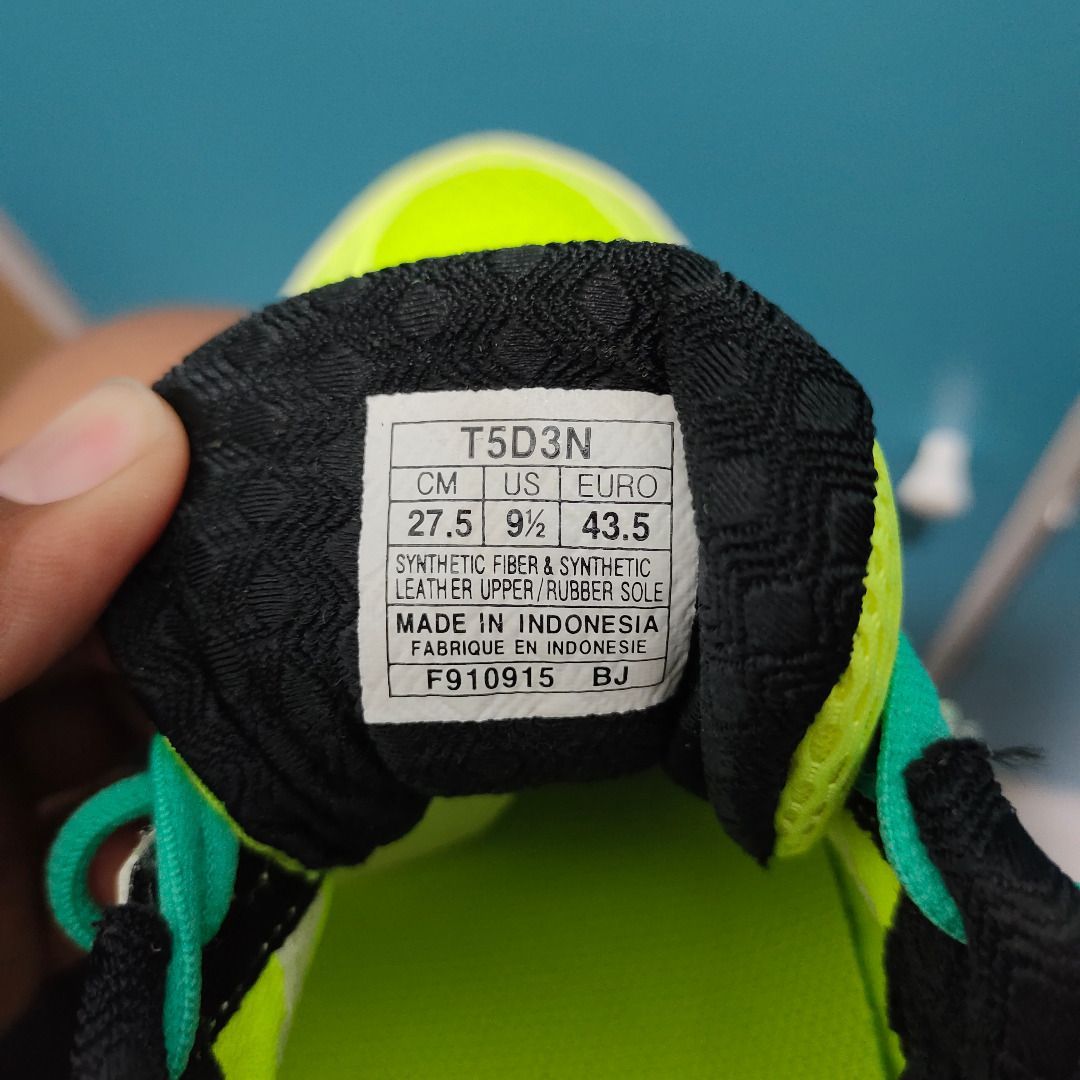 T5D3N
CM US EURO
27.5 9½ 43.5
SYNTHETIC FIBER & SYNTHETIC
LEATHER UPPER/RUBBER SOLE
MADE IN INDONESIA
FABRIQUE EN INDONESIE
F910915 BJ